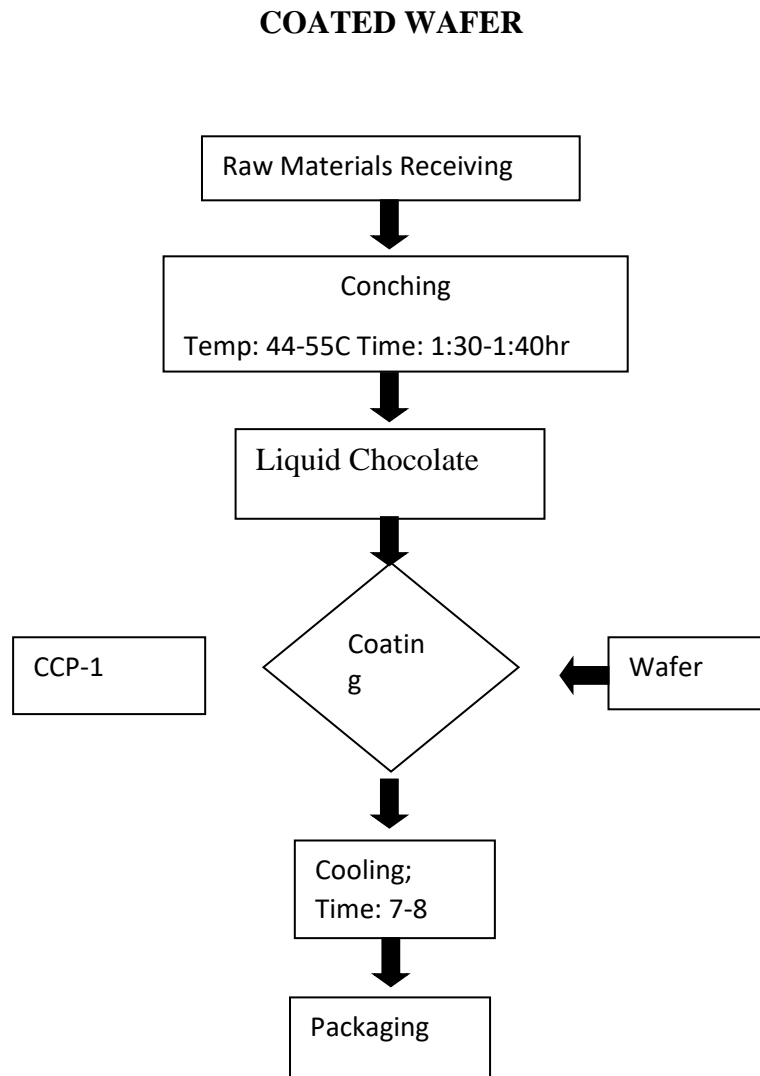 COATED WAFER
Raw Materials Receiving
Conching
Temp: 44-55C Time: 1:30-1:40hr
Liquid Chocolate
CCP-1
Coatin
g
Wafer
Cooling;
Time: 7-8
Packaging